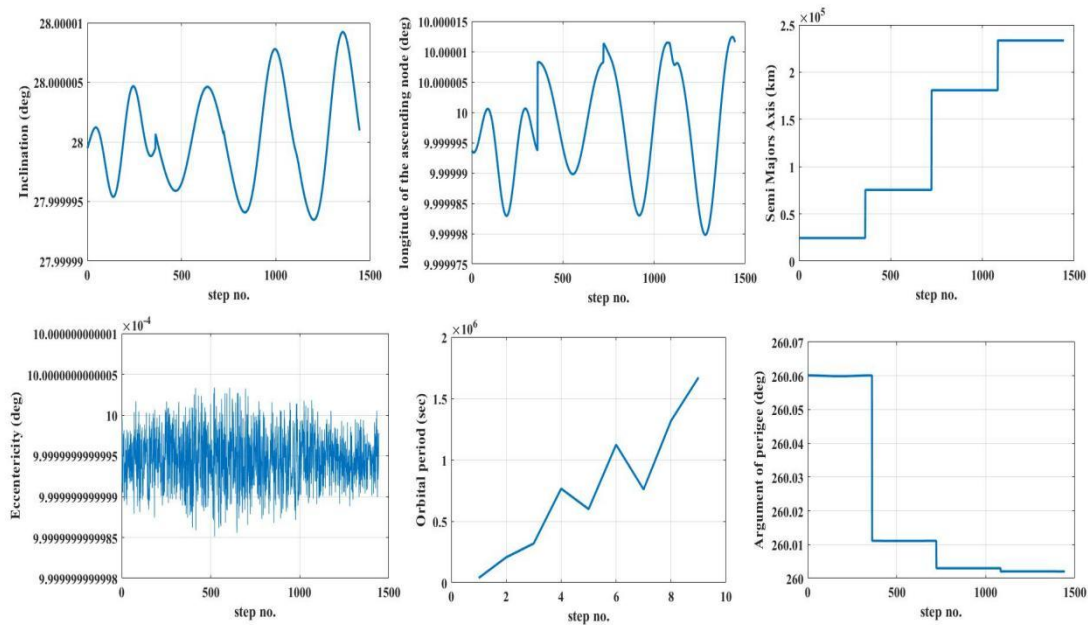 28.00001
28.000005
28
27.999995
27.99999
Inclination (deg)
0 500 1000 1500
step no.
10.000015
10.00001
10.000005
10
9.999995
9.99999
9.999985
9.99998
9.999975
longitude of the ascending node (deg)
0 500 1000 1500
step no.
×10⁵
2.5
2
1.5
1
0.5
0
Semi Majors Axis (km)
0 500 1000 1500
step no.
×10⁻⁴
10.000000000001
10.0000000000005
10
9.9999999999995
9.999999999999
9.9999999999985
9.999999999998
Eccentericity (deg)
0 500 1000 1500
step no.
×10⁶
2
1.5
1
0.5
0
Orbital period (sec)
0 2 4 6 8 10
step no.
260.07
260.06
260.05
260.04
260.03
260.02
260.01
260
Argument of perigee (deg)
0 500 1000 1500
step no.